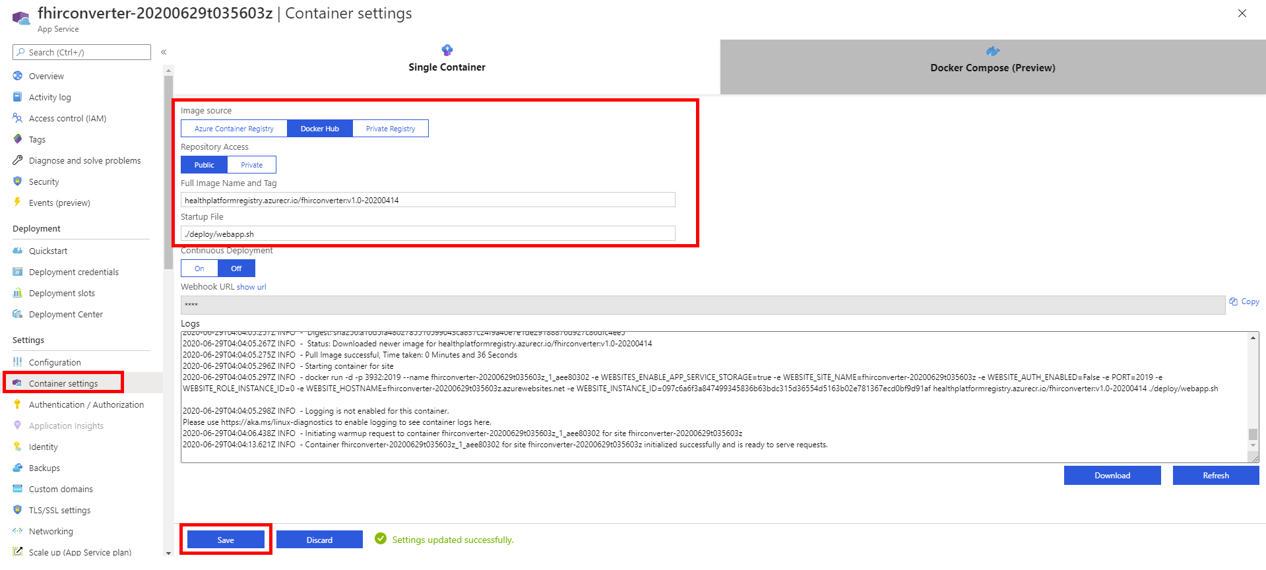 fhirconverter-20200629t035603z | Container settings
App Service
Search (Ctrl+/)
«
Overview
Activity log
Access control (IAM)
Tags
Diagnose and solve problems
Security
Events (preview)
Deployment
Quickstart
Deployment credentials
Deployment slots
Deployment Center
Settings
Configuration
Container settings
Authentication / Authorization
Application Insights
Identity
Backups
Custom domains
TLS/SSL settings
Networking
Scale up (App Service plan)
Single Container
Docker Compose (Preview)
Image source
Azure Container Registry Docker Hub Private Registry
Repository Access
Public Private
Full Image Name and Tag
healthplatformregistry.azurecr.io/fhirconverter:v1.0-20200414
Startup File
./deploy/webapp.sh
Continuous Deployment
On Off
Webhook URL show url
****
Copy
Logs
2020-06-29T04:04:05.267Z INFO - Status: Downloaded newer image for healthplatformregistry.azurecr.io/fhirconverter:v1.0-20200414
2020-06-29T04:04:05.275Z INFO - Pull Image successful, Time taken: 0 Minutes and 36 Seconds
2020-06-29T04:04:05.296Z INFO - Starting container for site
2020-06-29T04:04:05.297Z INFO - docker run -d -p 3932:2019 --name fhirconverter-20200629t035603z_1_aee80302 -e WEBSITES_ENABLE_APP_SERVICE_STORAGE=true -e WEBSITE_SITE_NAME=fhirconverter-20200629t035603z -e WEBSITE_AUTH_ENABLED=False -e PORT=2019 -e
WEBSITE_ROLE_INSTANCE_ID=0 -e WEBSITE_HOSTNAME=fhirconverter-20200629t035603z.azurewebsites.net -e WEBSITE_INSTANCE_ID=097c6a6f3a847499345836b63bdc315d36554d5163b02e781367ecd0bf9d91af healthplatformregistry.azurecr.io/fhirconverter:v1.0-20200414 ./deploy/webapp.sh
2020-06-29T04:04:05.298Z INFO - Logging is not enabled for this container.
Please use https://aka.ms/linux-diagnostics to enable logging to see container logs here.
2020-06-29T04:04:06.438Z INFO - Initiating warmup request to container fhirconverter-20200629t035603z_1_aee80302 for site fhirconverter-20200629t035603z
2020-06-29T04:04:13.621Z INFO - Container fhirconverter-20200629t035603z_1_aee80302 for site fhirconverter-20200629t035603z initialized successfully and is ready to serve requests.
Download Refresh
Save Discard Settings updated successfully.